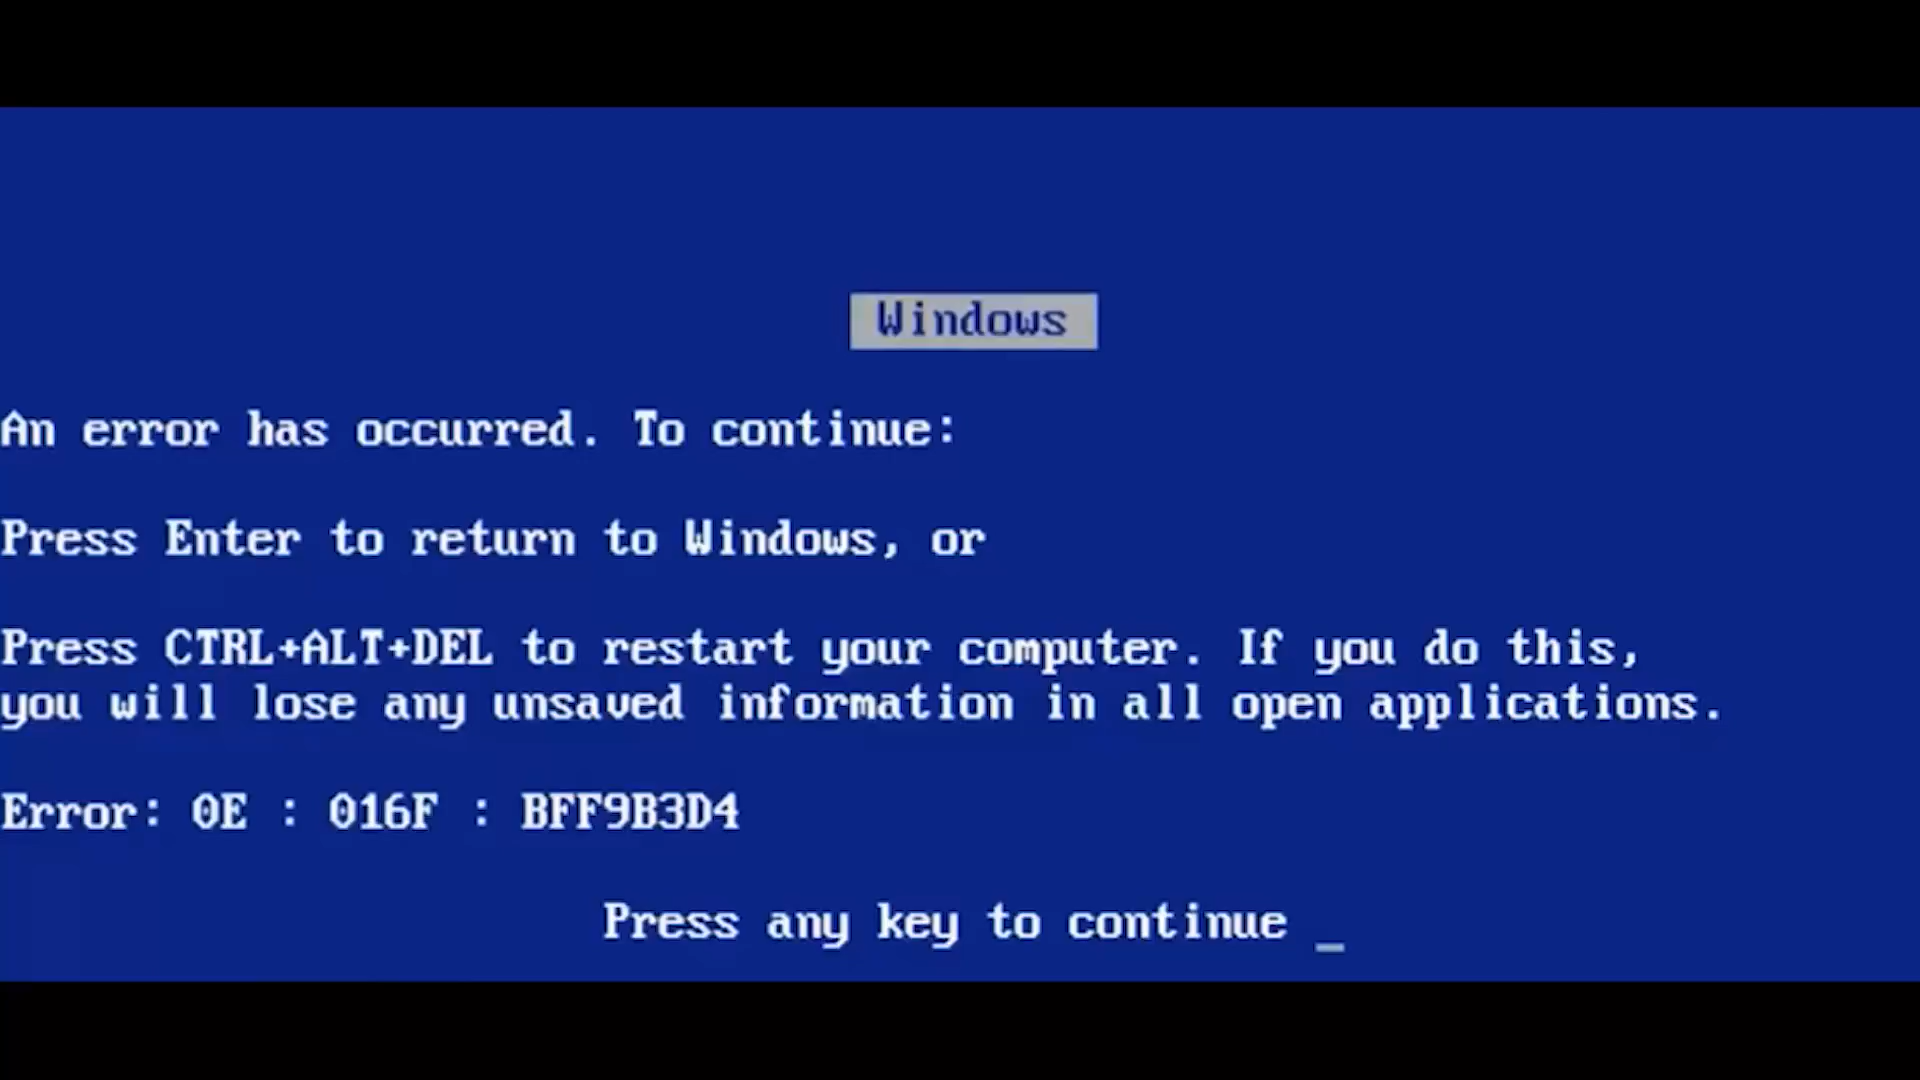 Windows
An error has occurred. To continue:
Press Enter to return to Windows, or
Press CTRL+ALT+DEL to restart your computer. If you do this,
you will lose any unsaved information in all open applications.
Error: 0E : 016F : BFF9B3D4
Press any key to continue _